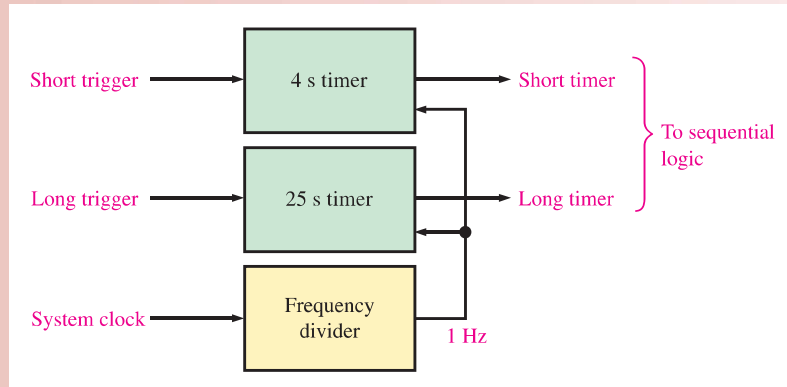 Short trigger
4 s timer
Short timer
To sequential
logic
Long trigger
25 s timer
Long timer
System clock
Frequency
divider
1 Hz